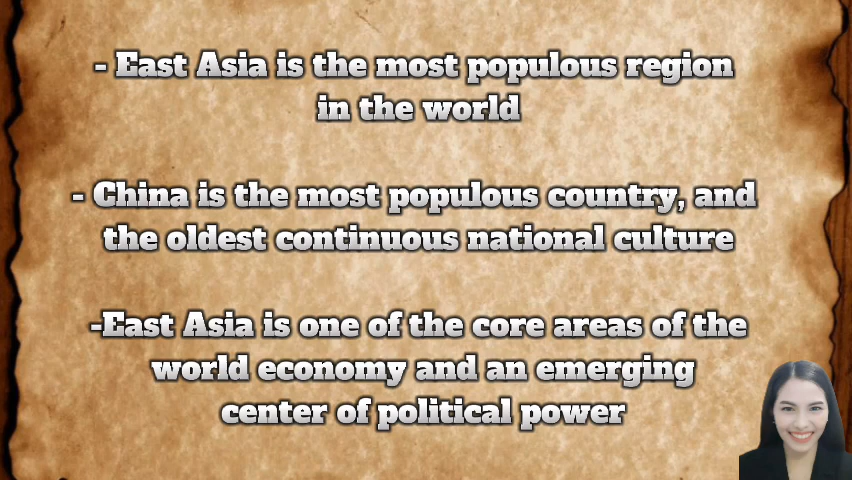 - East Asia is the most populous region
in the world
- China is the most populous country, and
the oldest continuous national culture
-East Asia is one of the core areas of the
world economy and an emerging
center of political power